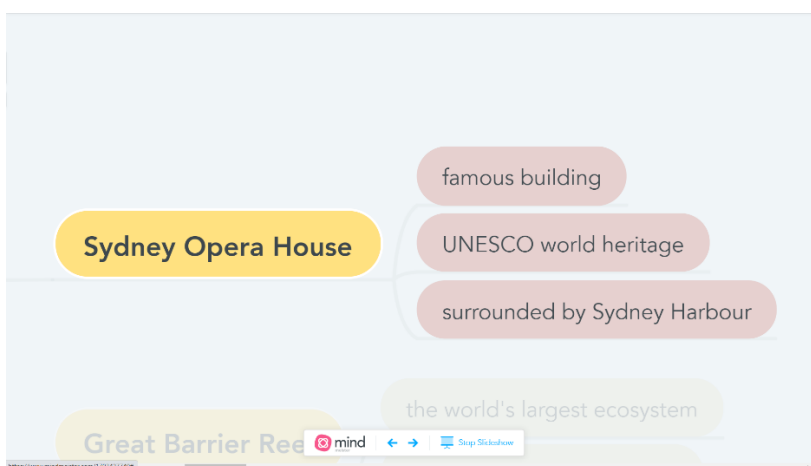 famous building
Sydney Opera House
UNESCO world heritage
surrounded by Sydney Harbour
the world's largest ecosystem
Great Barrier Ree
mind
Stop Slideshow